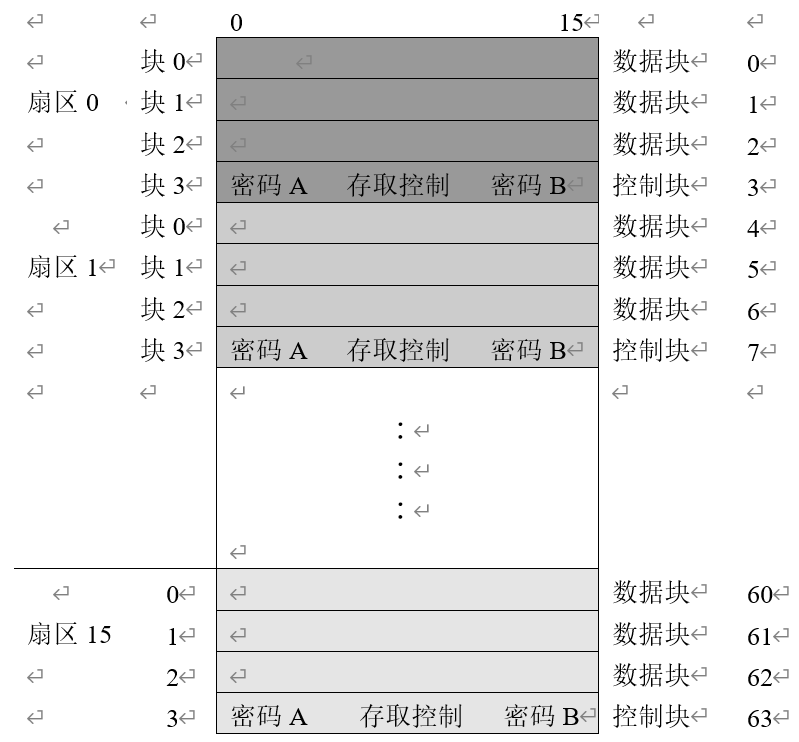 0 15
块 0 数据块 0
扇区 0 块 1 数据块 1
块 2 数据块 2
块 3 密码 A 存取控制 密码 B 控制块 3
块 0 数据块 4
扇区 1 块 1 数据块 5
块 2 数据块 6
块 3 密码 A 存取控制 密码 B 控制块 7
:
:
:
0 数据块 60
扇区 15 1 数据块 61
2 数据块 62
3 密码 A 存取控制 密码 B 控制块 63